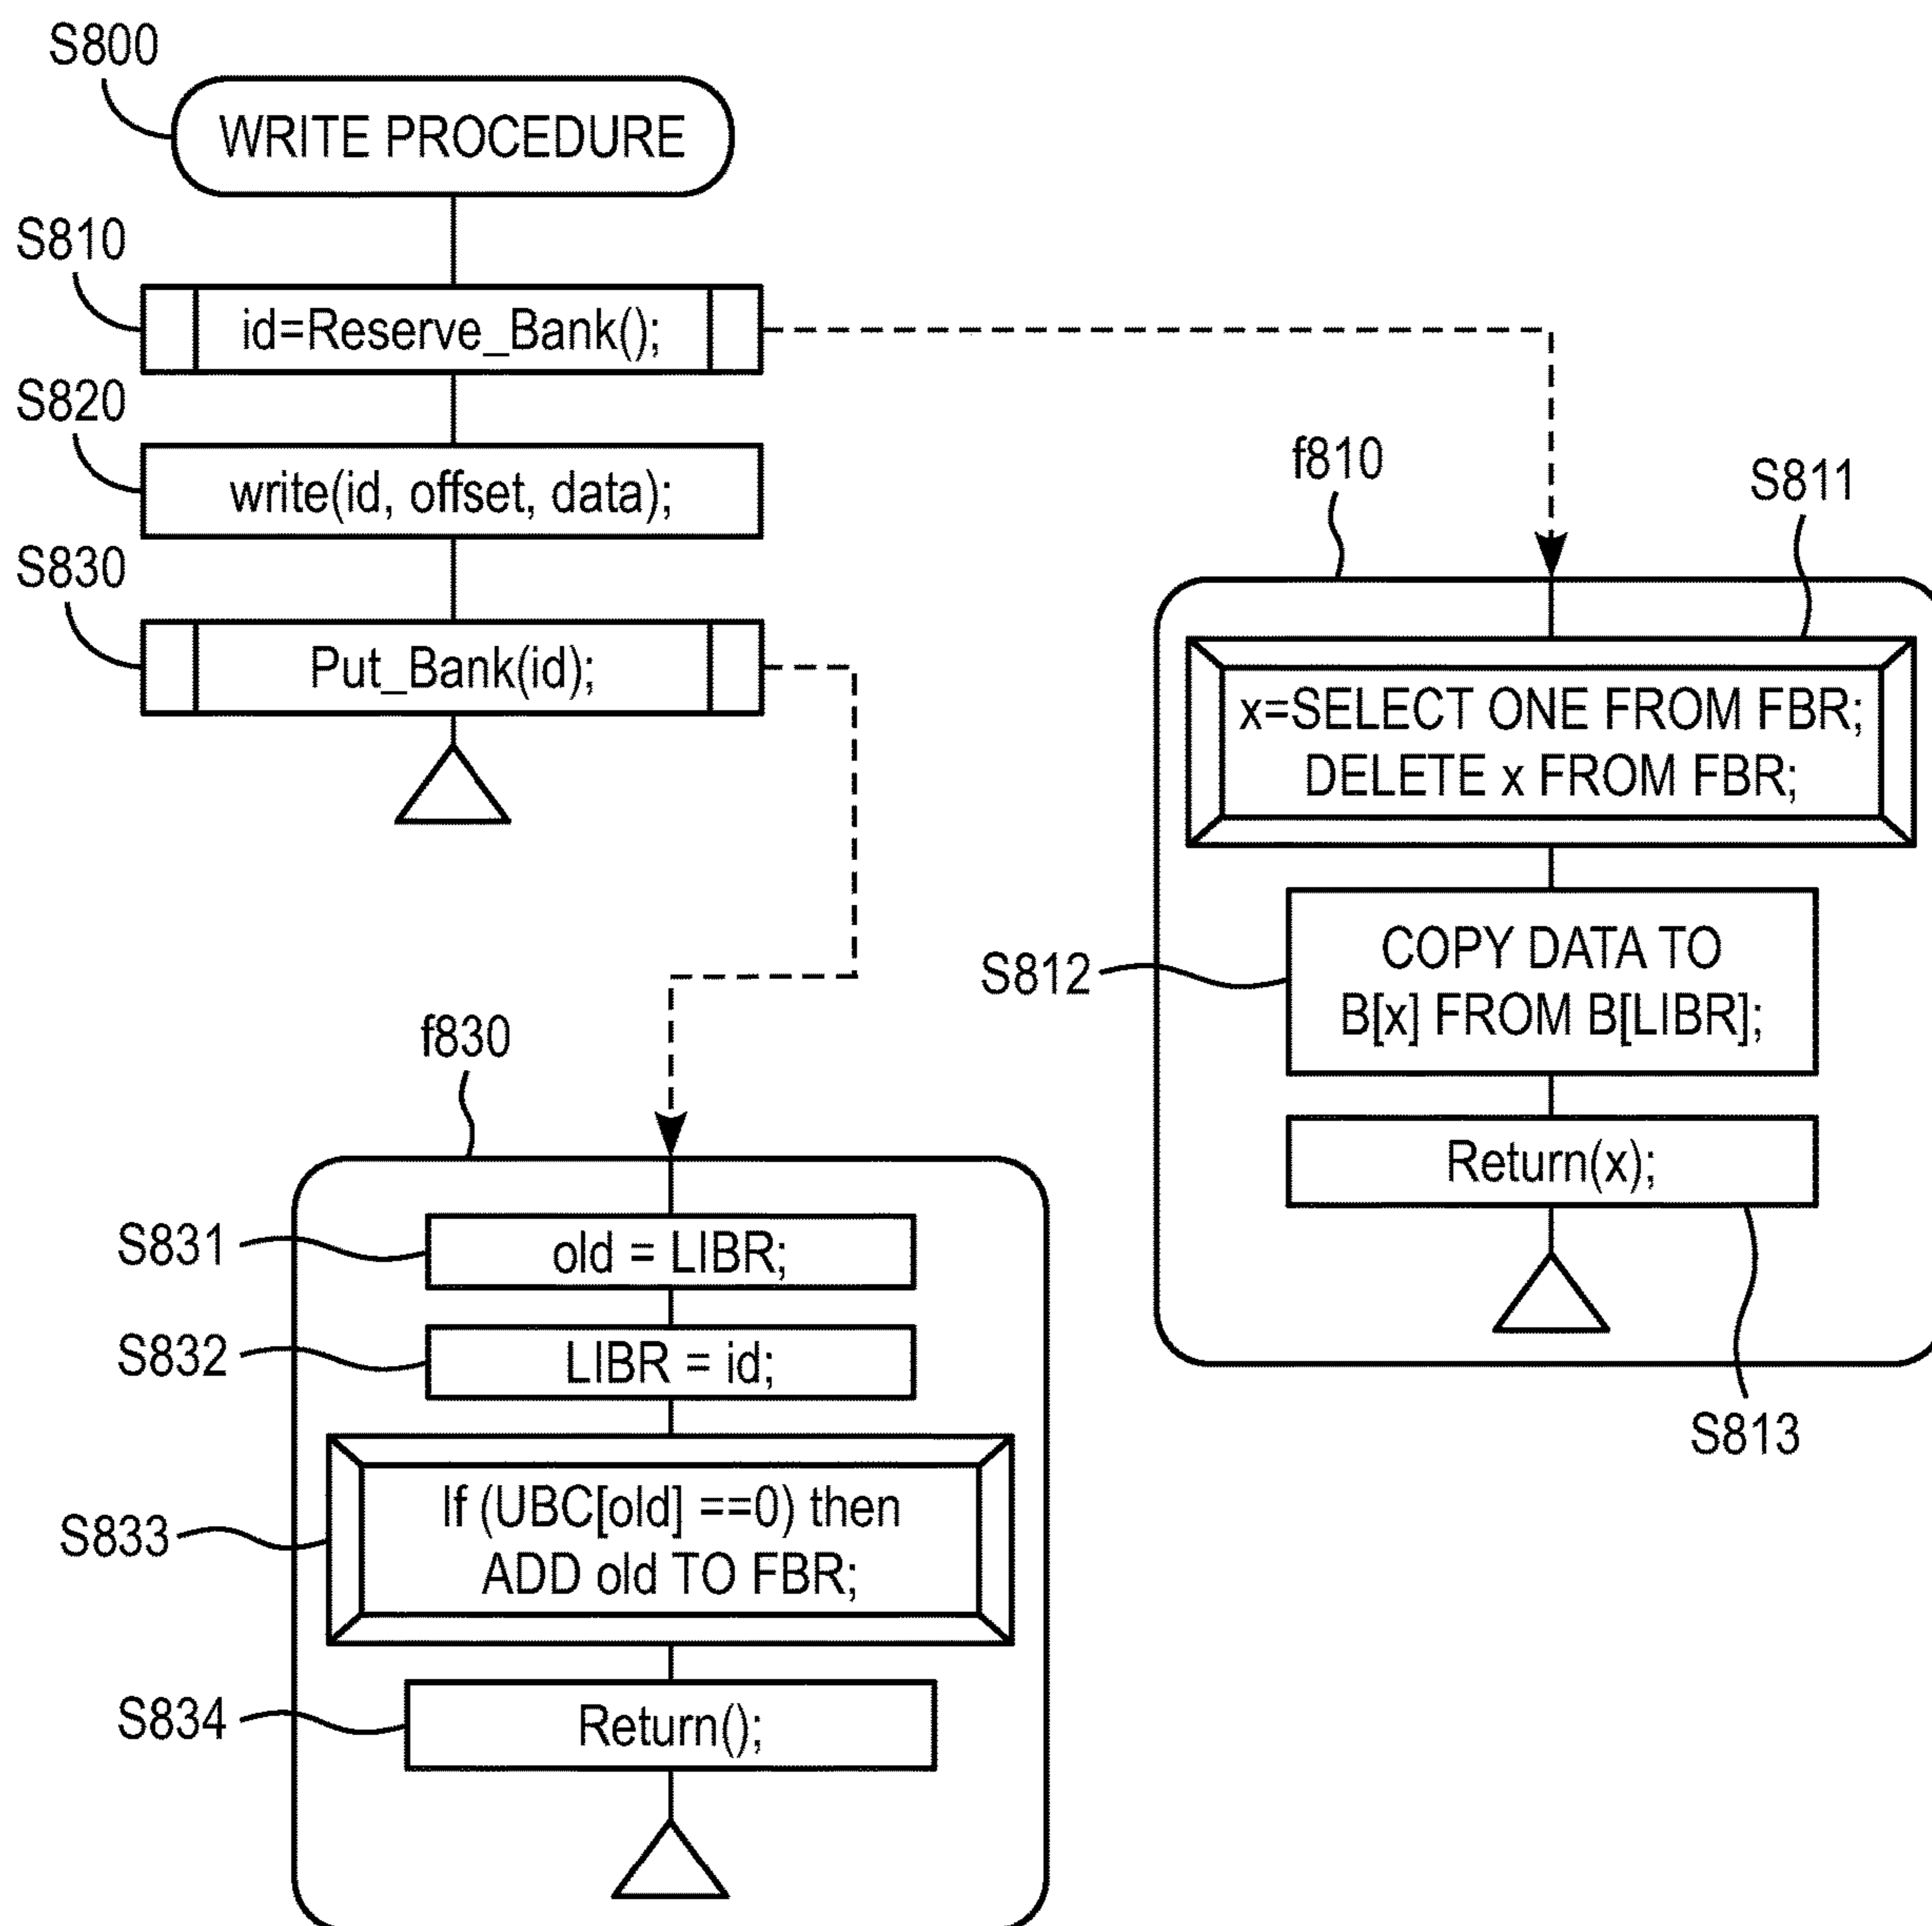 S800
WRITE PROCEDURE
S810
id=Reserve_Bank();
S820
write(id, offset, data);
S830
Put_Bank(id);
f810
S811
x=SELECT ONE FROM FBR;
DELETE x FROM FBR;
S812
COPY DATA TO
B[x] FROM B[LIBR];
Return(x);
S813
f830
S831
old = LIBR;
S832
LIBR = id;
S833
If (UBC[old] ==0) then
ADD old TO FBR;
S834
Return();